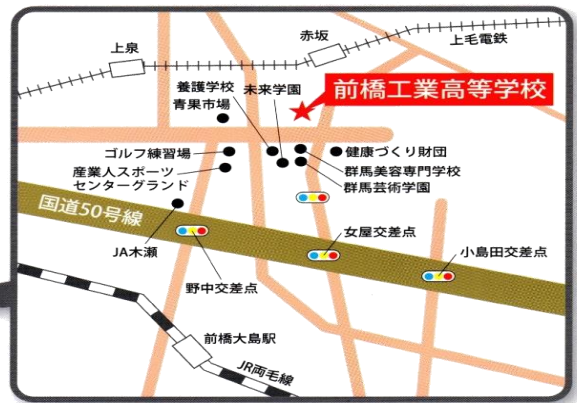 赤坂
上毛電鉄
上泉
前橋工業高等学校
養護学校
未来学園
青果市場
ゴルフ練習場
健康づくり財団
産業人スポーツ
センターグランド
群馬美容専門学校
群馬芸術学園
国道50号線
JA木瀬
女屋交差点
小島田交差点
野中交差点
前橋大島駅
JR両毛線